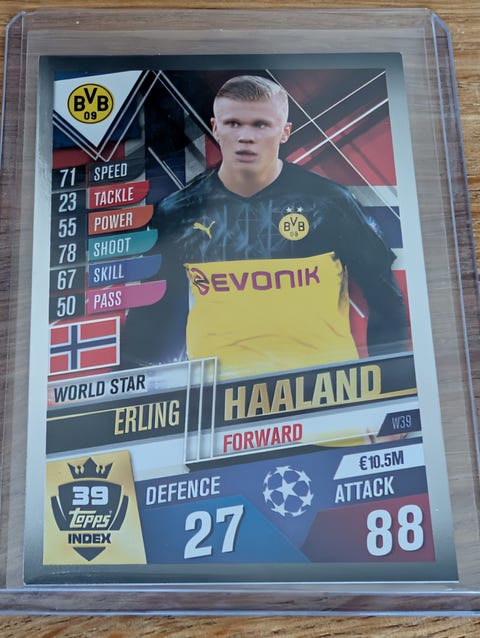 BVB
09
71 SPEED
23 TACKLE
55 POWER
78 SHOOT
67 SKILL
50 PASS
BVB
09
EVONIK
WORLD STAR
ERLING HAALAND
FORWARD
W39
€10.5M
39
Topps
INDEX
DEFENCE
27
ATTACK
88